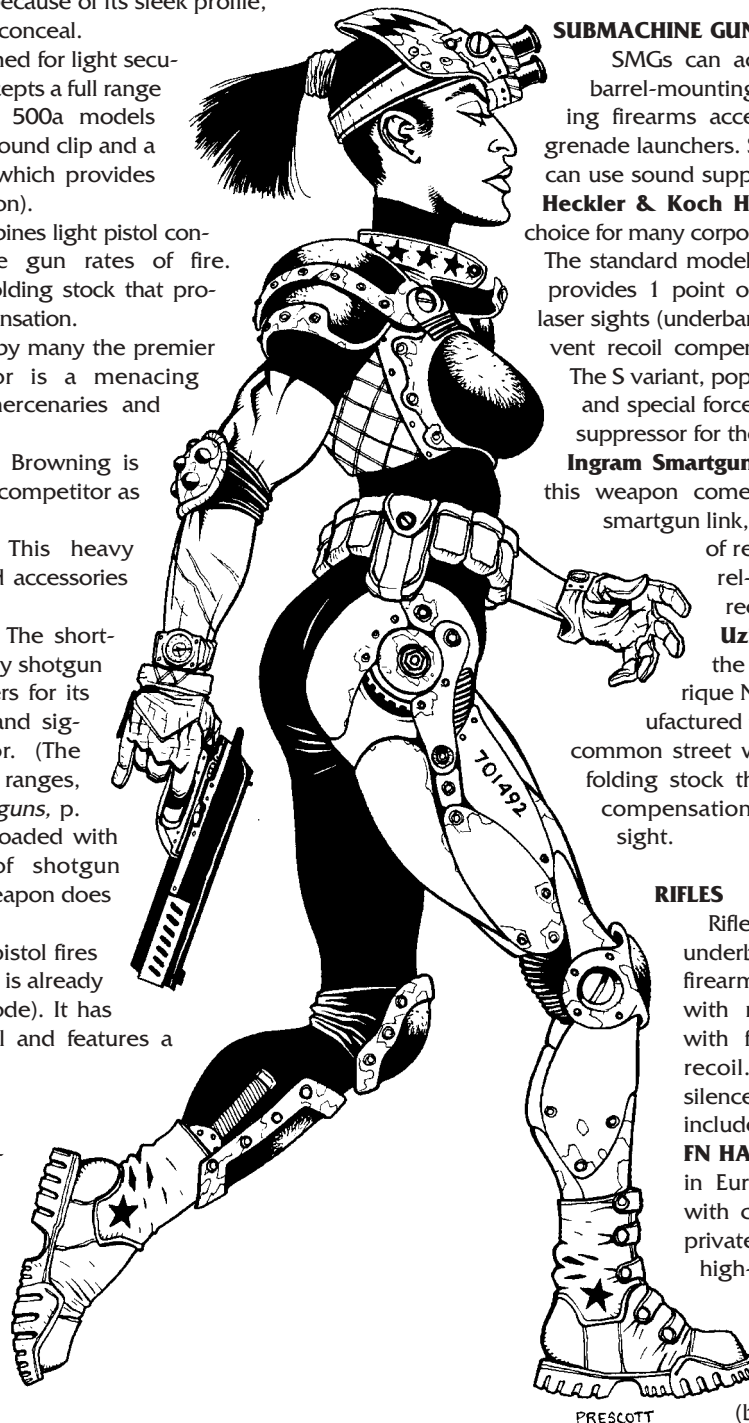 ecause of its sleek profile,
conceal.
ned for light secu-
cepts a full range
500a models
ound clip and a
which provides
on).
bines light pistol con-
e gun rates of fire.
olding stock that pro-
ensation.
by many the premier
or is a menacing
mercenaries and
Browning is
competitor as
This heavy
d accessories
The short-
y shotgun
ers for its
and sig-
or. (The
ranges,
guns, p.
oaded with
of shotgun
eapon does
pistol fires
is already
ode). It has
l and features a
701492
SUBMACHINE GUN
SMGs can ac
barrel-mounting
ing firearms acce
grenade launchers. S
can use sound supp
Heckler & Koch H
choice for many corpo
The standard model
provides 1 point o
laser sights (underbar
vent recoil compen
The S variant, pop
and special force
suppressor for the
Ingram Smartgun
this weapon come
smartgun link,
of re
rel-
rec
Uz
the
rique N
ufactured
common street v
folding stock th
compensation
sight.
RIFLES
Rifle
underb
firearm
with r
with f
recoil.
silence
include
FN HA
in Eur
with c
private
high-
(b
PRESCOTT